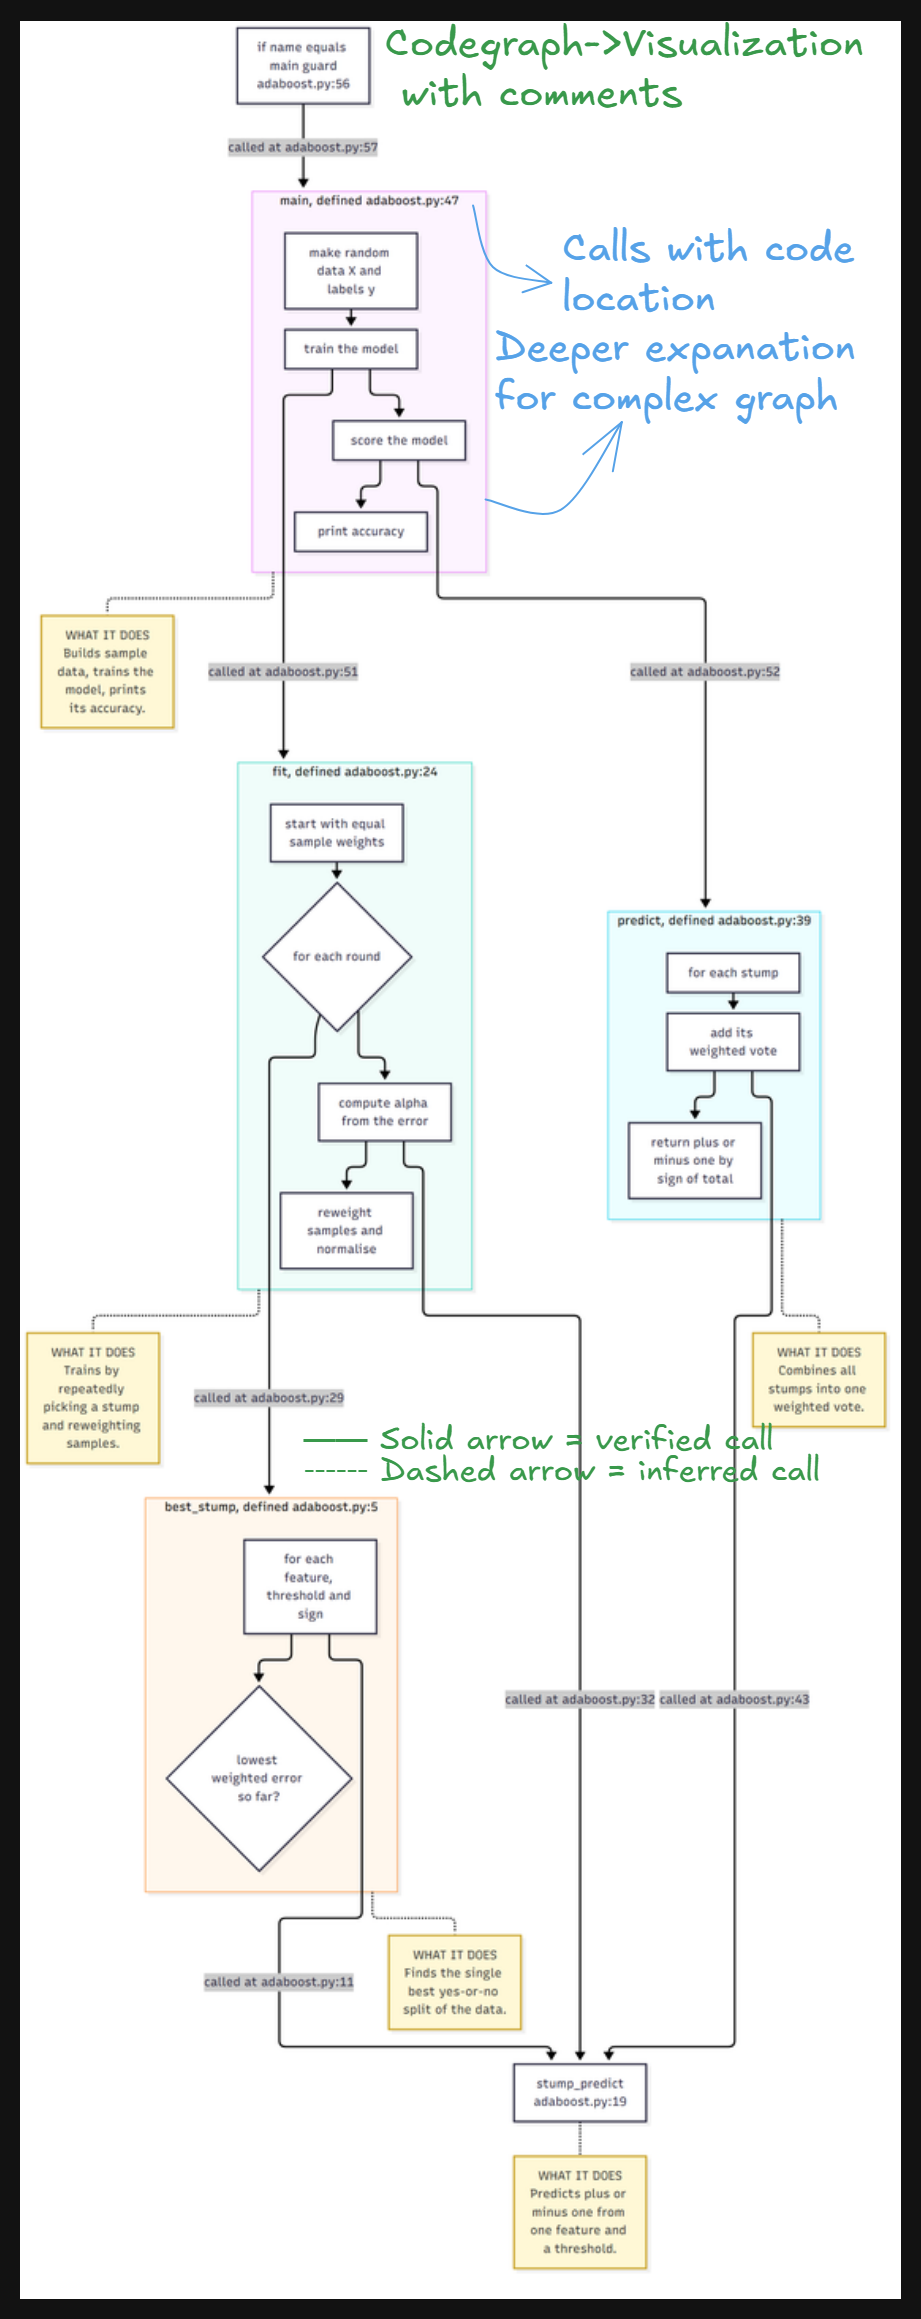 if name equals
main guard
adaboost.py:56
Codegraph->Visualization
with comments
called at adaboost.py:57
main, defined adaboost.py:47
make random
data X and
labels y
train the model
score the model
print accuracy
Calls with code
location
Deeper expanation
for complex graph
WHAT IT DOES
Builds sample
data, trains the
model, prints
its accuracy.
called at adaboost.py:51
called at adaboost.py:52
fit, defined adaboost.py:24
start with equal
sample weights
for each round
compute alpha
from the error
reweight
samples and
normalise
predict, defined adaboost.py:39
for each stump
add its
weighted vote
return plus or
minus one by
sign of total
WHAT IT DOES
Trains by
repeatedly
picking a stump
and reweighting
samples.
called at adaboost.py:29
WHAT IT DOES
Combines all
stumps into one
weighted vote.
Solid arrow = verified call
Dashed arrow = inferred call
best_stump, defined adaboost.py:5
for each
feature,
threshold and
sign
lowest
weighted error
so far?
called at adaboost.py:32
called at adaboost.py:43
called at adaboost.py:11
WHAT IT DOES
Finds the single
best yes-or-no
split of the data.
stump_predict
adaboost.py:19
WHAT IT DOES
Predicts plus or
minus one from
one feature and
a threshold.